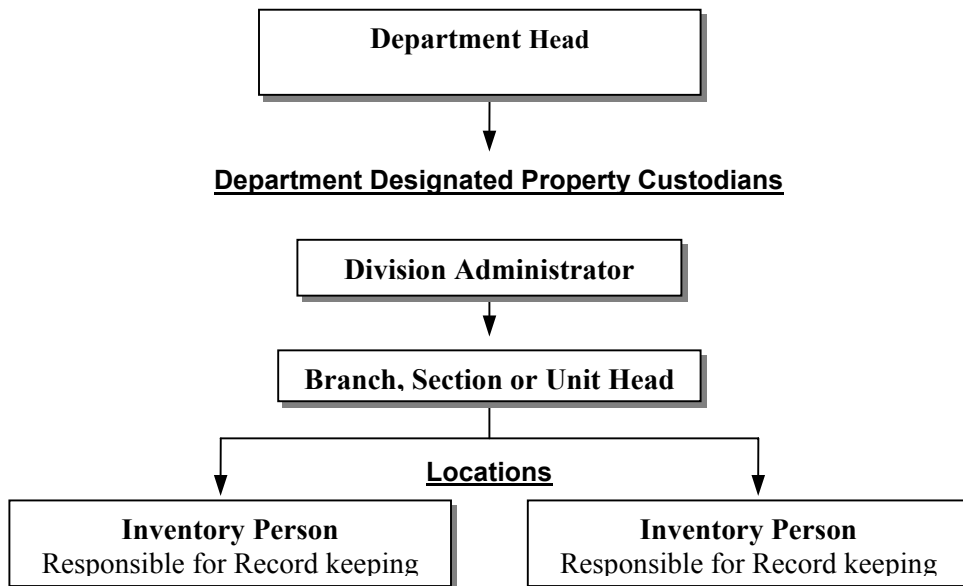 Department Head
Department Designated Property Custodians
Division Administrator
Branch, Section or Unit Head
Locations
Inventory Person
Responsible for Record keeping
Inventory Person
Responsible for Record keeping